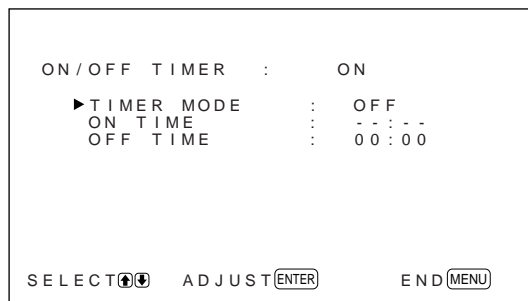 ON/OFF TIMER : ON
▶TIMER MODE : OFF
ON TIME : --:--
OFF TIME : 00:00
SELECT⬆⬇ ADJUST ENTER END MENU